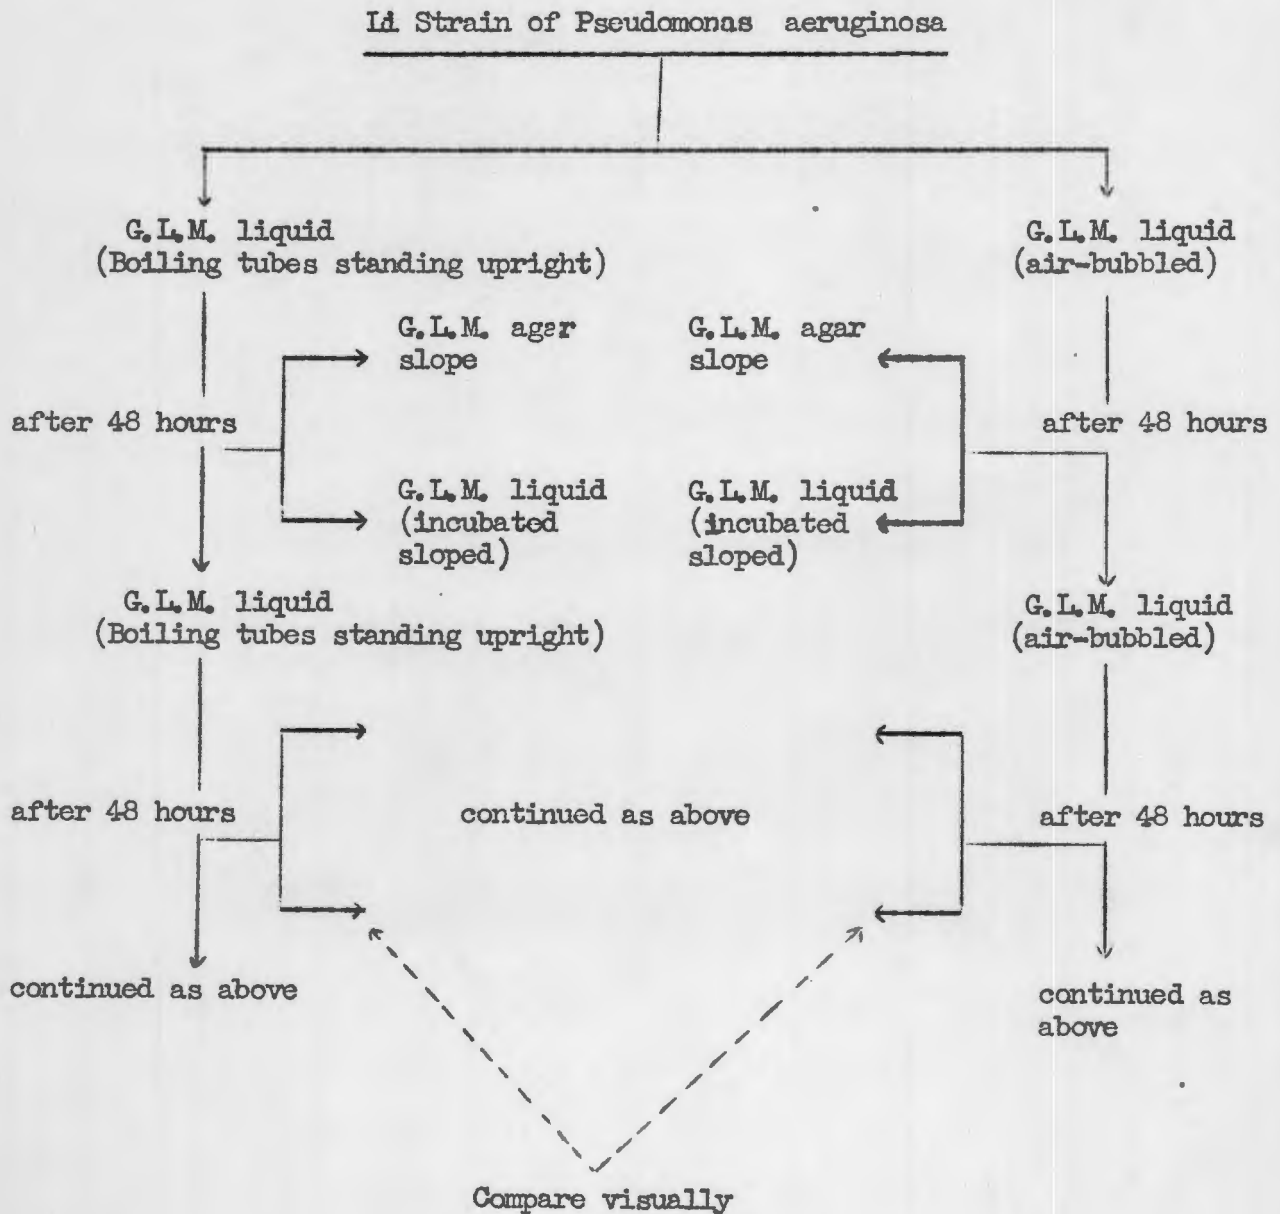 Li Strain of Pseudomonas aeruginosa
G.L.M. liquid
(Boiling tubes standing upright)
G.L.M. liquid
(air-bubbled)
G.L.M. agar
slope
G.L.M. agar
slope
after 48 hours
after 48 hours
G.L.M. liquid
(incubated
sloped)
G.L.M. liquid
(incubated
sloped)
G.L.M. liquid
(Boiling tubes standing upright)
G.L.M. liquid
(air-bubbled)
after 48 hours
continued as above
after 48 hours
continued as above
continued as
above
Compare visually